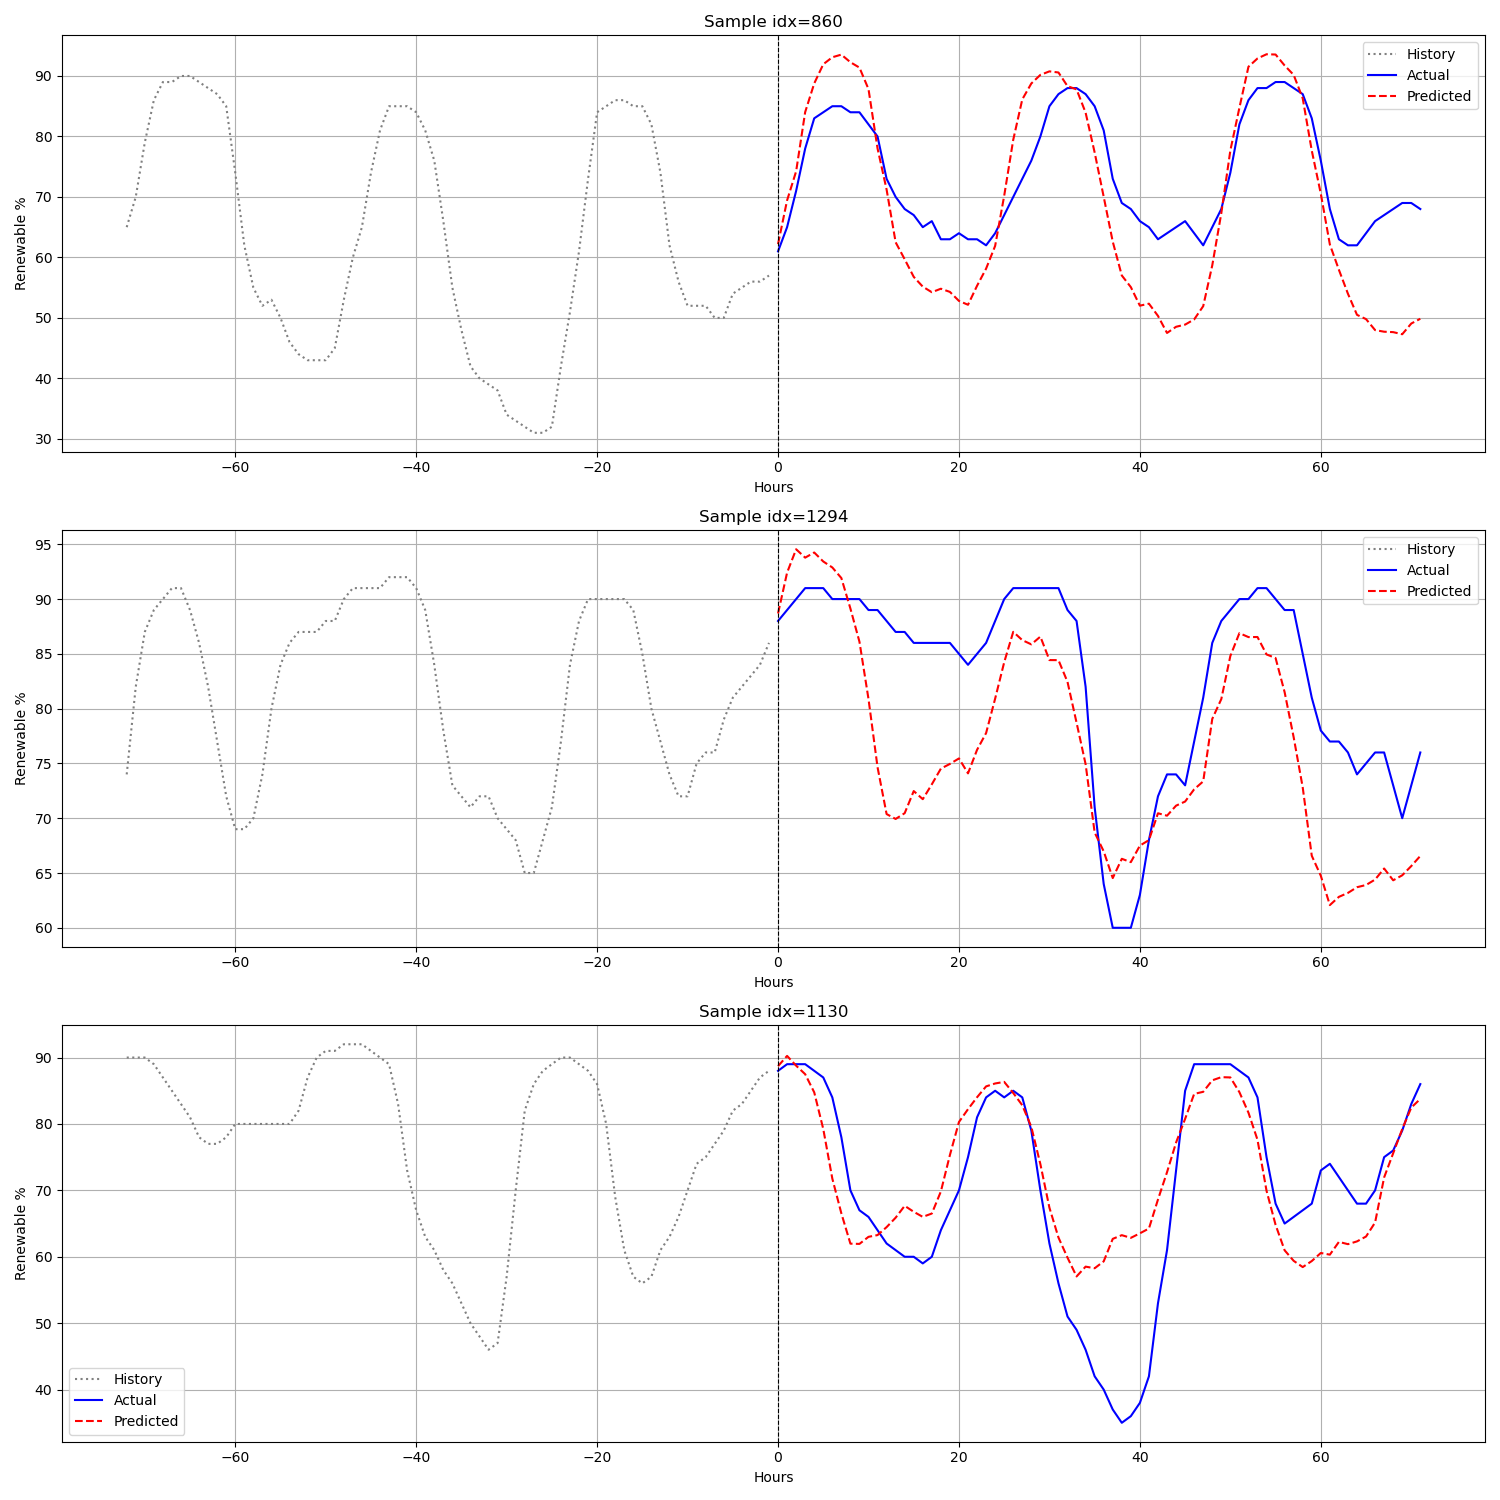 Sample idx=860
Renewable %
90
80
70
60
50
40
30
History
Actual
Predicted
−60 −40 −20 0 20 40 60
Hours
Sample idx=1294
Renewable %
95
90
85
80
75
70
65
60
History
Actual
Predicted
−60 −40 −20 0 20 40 60
Hours
Sample idx=1130
Renewable %
90
80
70
60
50
40
History
Actual
Predicted
−60 −40 −20 0 20 40 60
Hours